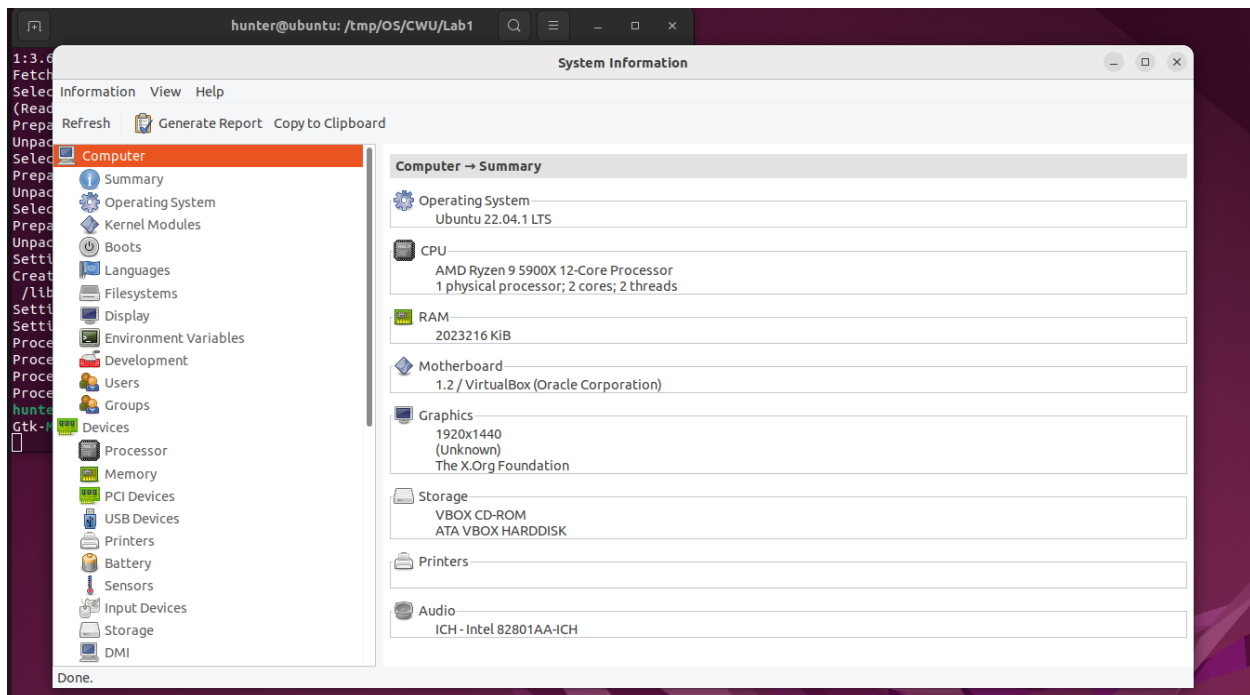 hunter@ubuntu: /tmp/OS/CWU/Lab1
1:3.6
Fetch
Selec
(Read
Prepa
Unpac
Selec
Prepa
Unpac
Selec
Prepa
Unpac
Setti
Creat
/lib
Setti
Setti
Proce
Proce
Proce
Proce
hunte
Gtk-M
System Information
Information View Help
Refresh Generate Report Copy to Clipboard
Computer
Summary
Operating System
Kernel Modules
Boots
Languages
Filesystems
Display
Environment Variables
Development
Users
Groups
Devices
Processor
Memory
PCI Devices
USB Devices
Printers
Battery
Sensors
Input Devices
Storage
DMI
Computer → Summary
Operating System
Ubuntu 22.04.1 LTS
CPU
AMD Ryzen 9 5900X 12-Core Processor
1 physical processor; 2 cores; 2 threads
RAM
2023216 KiB
Motherboard
1.2 / VirtualBox (Oracle Corporation)
Graphics
1920x1440
(Unknown)
The X.Org Foundation
Storage
VBOX CD-ROM
ATA VBOX HARDDISK
Printers
Audio
ICH - Intel 82801AA-ICH
Done.